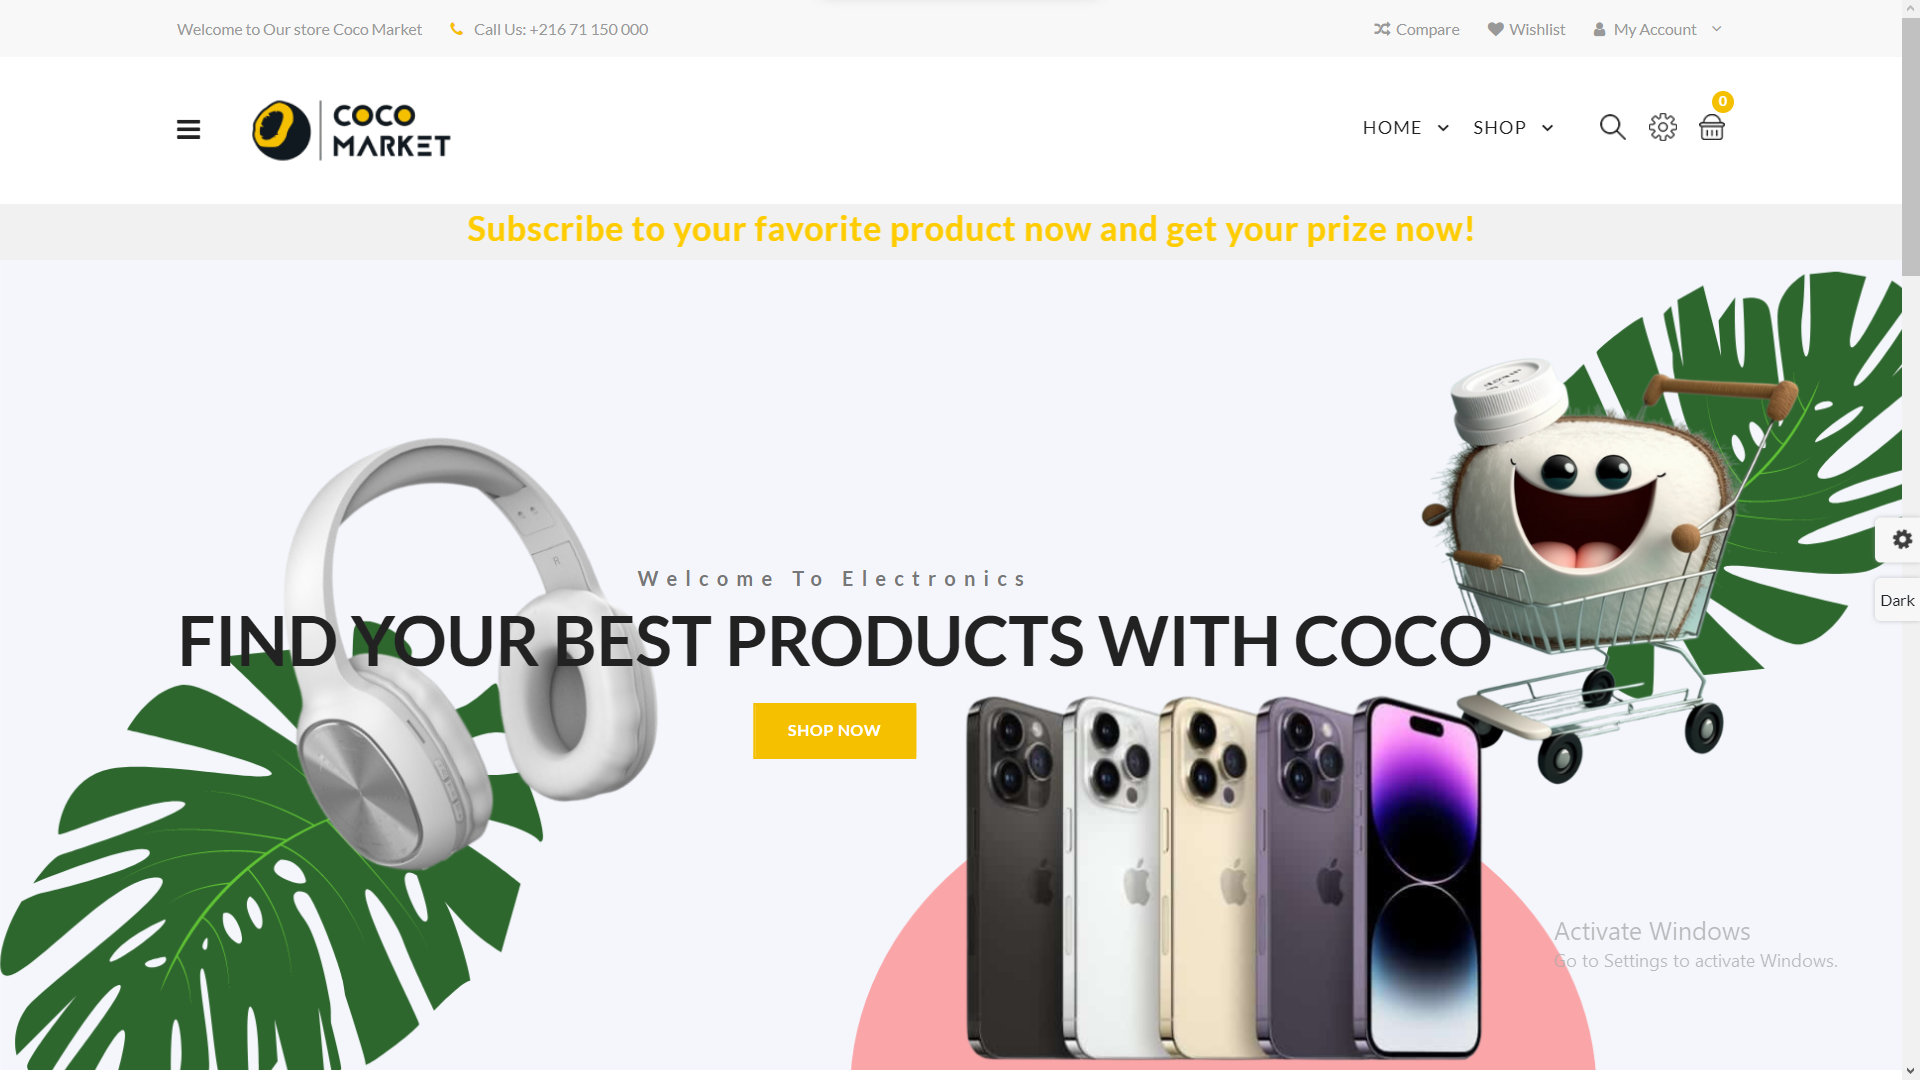 Welcome to Our store Coco Market
Call Us: +216 71 150 000
Compare
Wishlist
My Account
COCO
MARKET
HOME
SHOP
0
Subscribe to your favorite product now and get your prize now!
Welcome To Electronics
FIND YOUR BEST PRODUCTS WITH COCO
SHOP NOW
Dark
R
Activate Windows
Go to Settings to activate Windows.